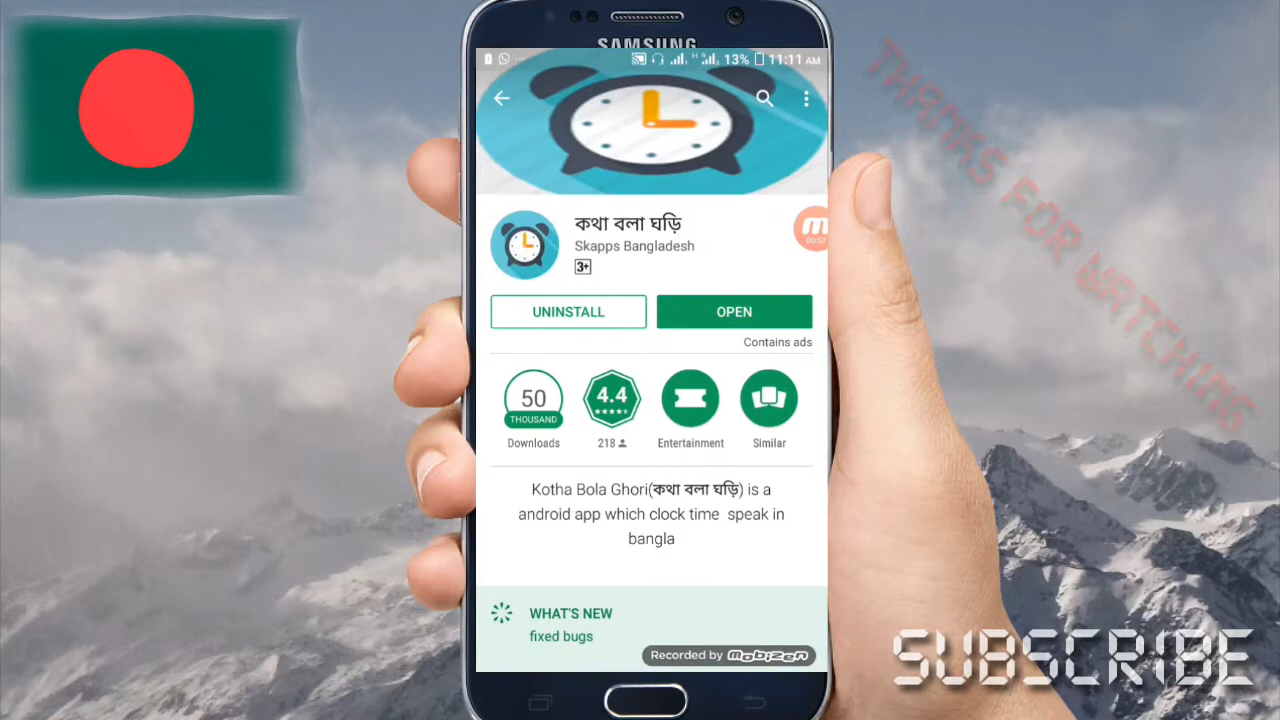 SAMSUNG
13% 11:11 AM
কথা বলা ঘড়ি
Skapps Bangladesh
3+
00:57
UNINSTALL
OPEN
Contains ads
50
THOUSAND
Downloads
4.4
218
Entertainment
Similar
Kotha Bola Ghori(কথা বলা ঘড়ি) is a
android app which clock time speak in
bangla
WHAT'S NEW
fixed bugs
Recorded by Mobizen
THANKS FOR WATCHING
SUBSCRIBE